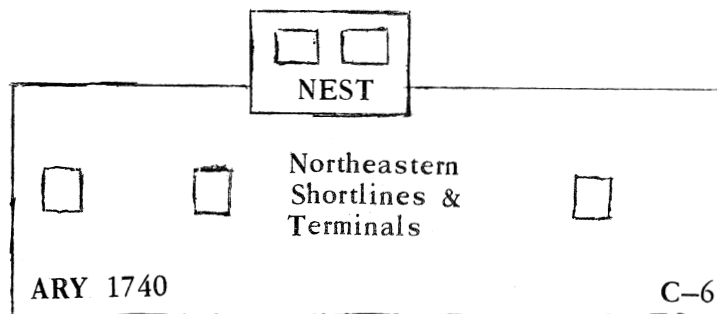 NEST
Northeastern
Shortlines &
Terminals
ARY 1740
C–6